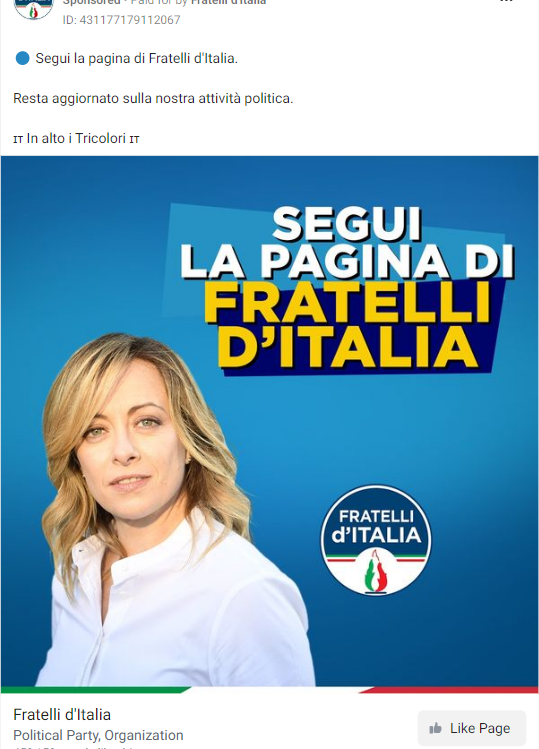 Sponsored • Paid for by Fratelli d'Italia
ID: 431177179112067
Segui la pagina di Fratelli d'Italia.
Resta aggiornato sulla nostra attività politica.
IT In alto i Tricolori IT
SEGUI
LA PAGINA DI
FRATELLI
D'ITALIA
FRATELLI
d'ITALIA
Fratelli d'Italia
Political Party, Organization
Like Page